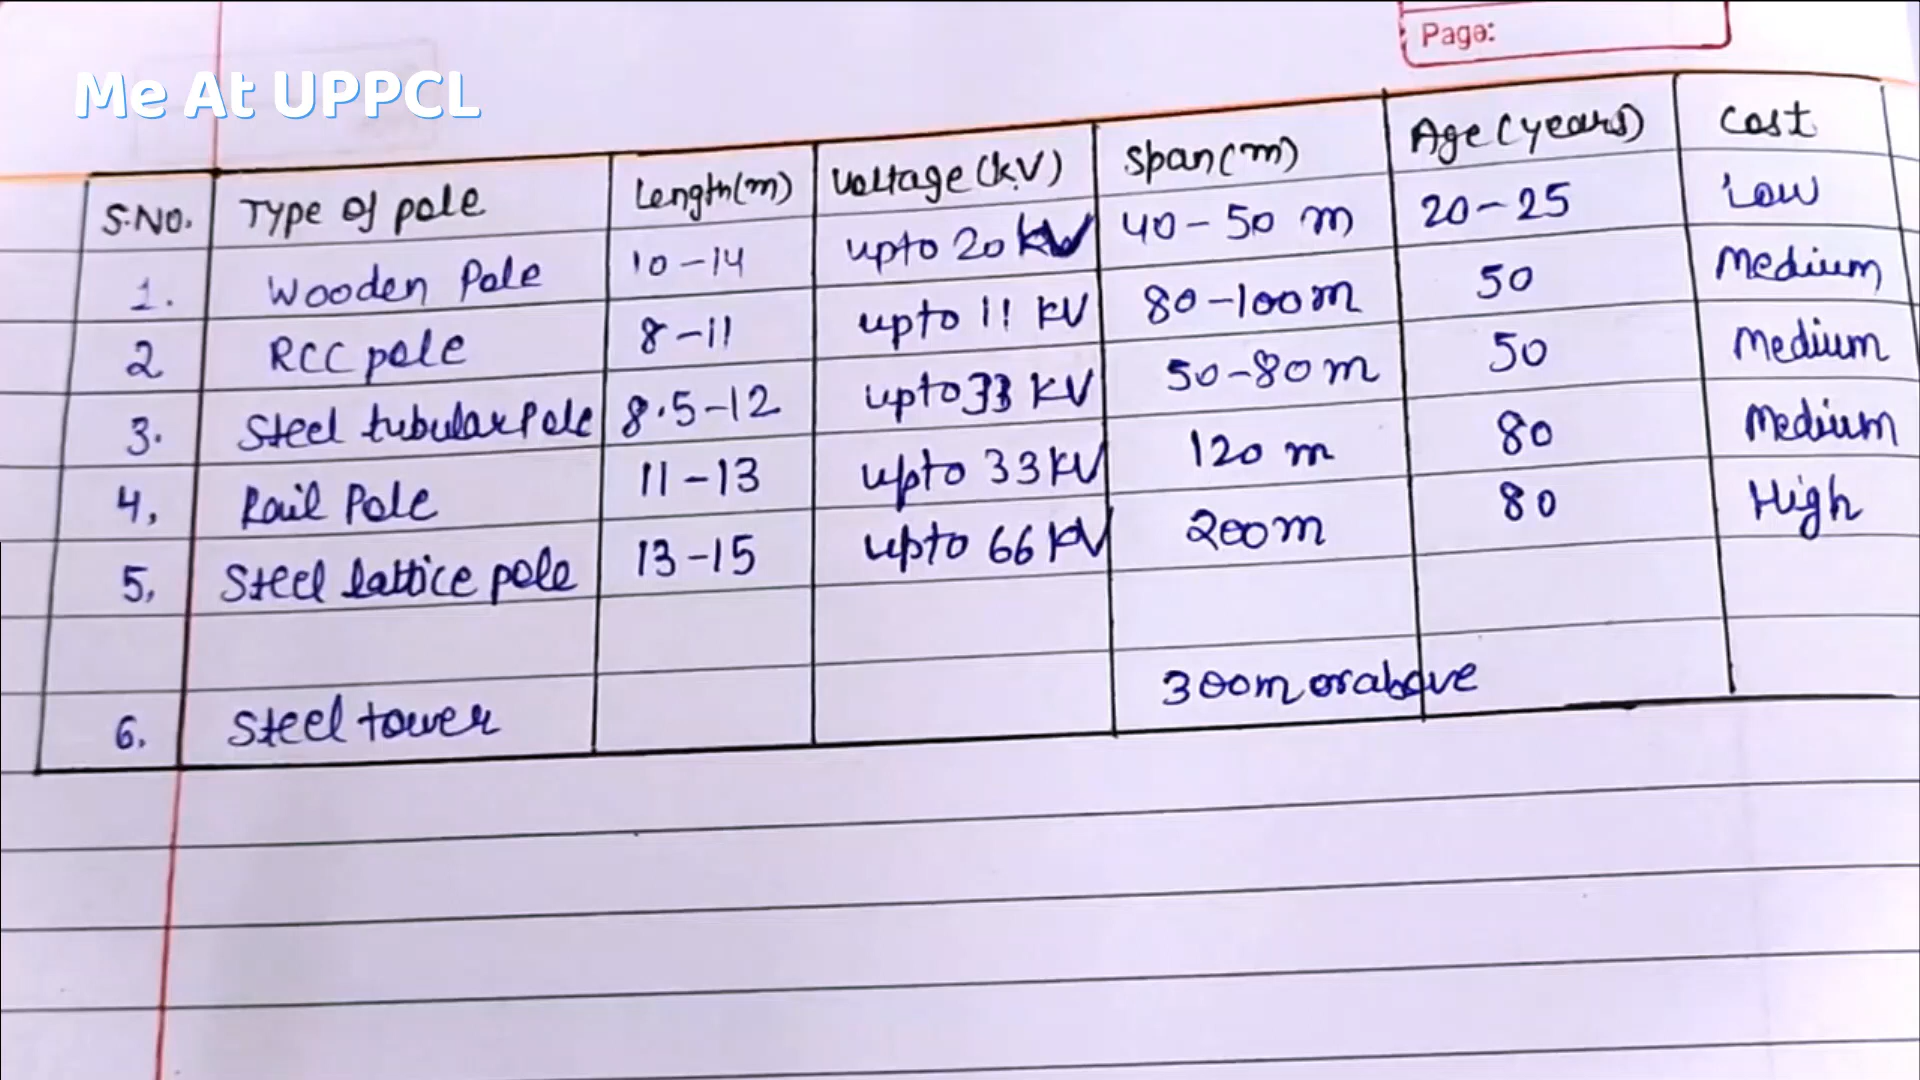 Page:
Me At UPPCL
S.No. Type of pole Length(m) Voltage(kV) Span(m) Age(years) Cost
1. Wooden Pole 10-14 upto 20 kV 40-50 m 20-25 Low
2 RCC pole 8-11 upto 11 kV 80-100m 50 Medium
3. Steel tubular Pole 8.5-12 upto 33 kV 50-80m 50 Medium
4. Rail Pole 11-13 upto 33 kV 120 m 80 Medium
5. Steel lattice pole 13-15 upto 66 kV 200m 80 High
6. Steel tower 300m or above